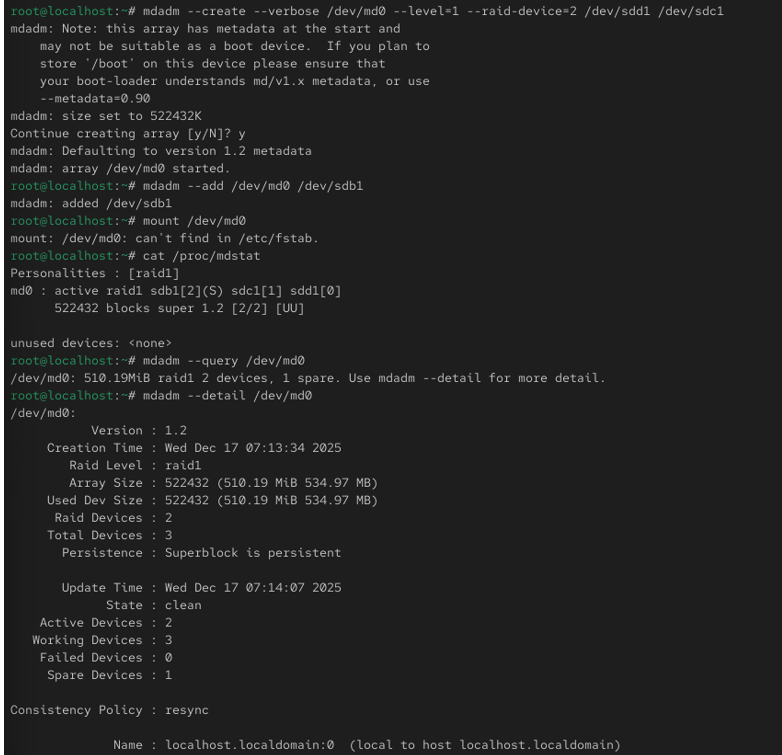 root@localhost:~# mdadm --create --verbose /dev/md0 --level=1 --raid-device=2 /dev/sdd1 /dev/sdc1
mdadm: Note: this array has metadata at the start and
    may not be suitable as a boot device.  If you plan to
    store '/boot' on this device please ensure that
    your boot-loader understands md/v1.x metadata, or use
    --metadata=0.90
mdadm: size set to 522432K
Continue creating array [y/N]? y
mdadm: Defaulting to version 1.2 metadata
mdadm: array /dev/md0 started.
root@localhost:~# mdadm --add /dev/md0 /dev/sdb1
mdadm: added /dev/sdb1
root@localhost:~# mount /dev/md0
mount: /dev/md0: can't find in /etc/fstab.
root@localhost:~# cat /proc/mdstat
Personalities : [raid1]
md0 : active raid1 sdb1[2](S) sdc1[1] sdd1[0]
      522432 blocks super 1.2 [2/2] [UU]

unused devices: <none>
root@localhost:~# mdadm --query /dev/md0
/dev/md0: 510.19MiB raid1 2 devices, 1 spare. Use mdadm --detail for more detail.
root@localhost:~# mdadm --detail /dev/md0
/dev/md0:
           Version : 1.2
     Creation Time : Wed Dec 17 07:13:34 2025
        Raid Level : raid1
        Array Size : 522432 (510.19 MiB 534.97 MB)
     Used Dev Size : 522432 (510.19 MiB 534.97 MB)
      Raid Devices : 2
     Total Devices : 3
       Persistence : Superblock is persistent

       Update Time : Wed Dec 17 07:14:07 2025
             State : clean
    Active Devices : 2
   Working Devices : 3
    Failed Devices : 0
     Spare Devices : 1

Consistency Policy : resync

              Name : localhost.localdomain:0  (local to host localhost.localdomain)